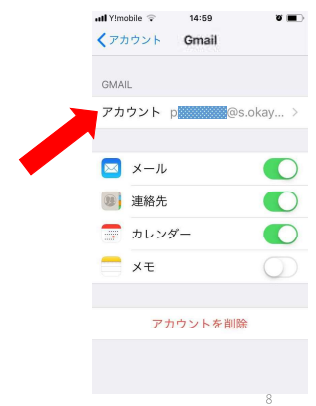 Y!mobile 14:59
アカウント Gmail
GMAIL
アカウント p @s.okay...
メール
連絡先
カレンダー
メモ
アカウントを削除
8